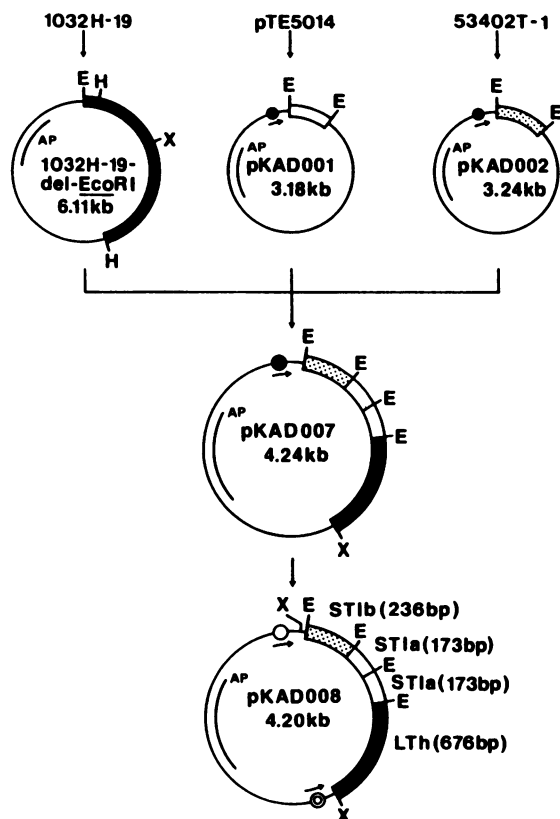 1032H-19 pTE5014 53402T-1
E H X H
AP
1032H-19-
del-EcoRI
6.11kb
E E
AP
pKAD001
3.18kb
E E
AP
pKAD002
3.24kb
E E E E X
AP
pKAD007
4.24kb
X E STIb(236bp)
E STIa(173bp)
E STIa(173bp)
E
AP
pKAD008
4.20kb
LTh(676bp)
X